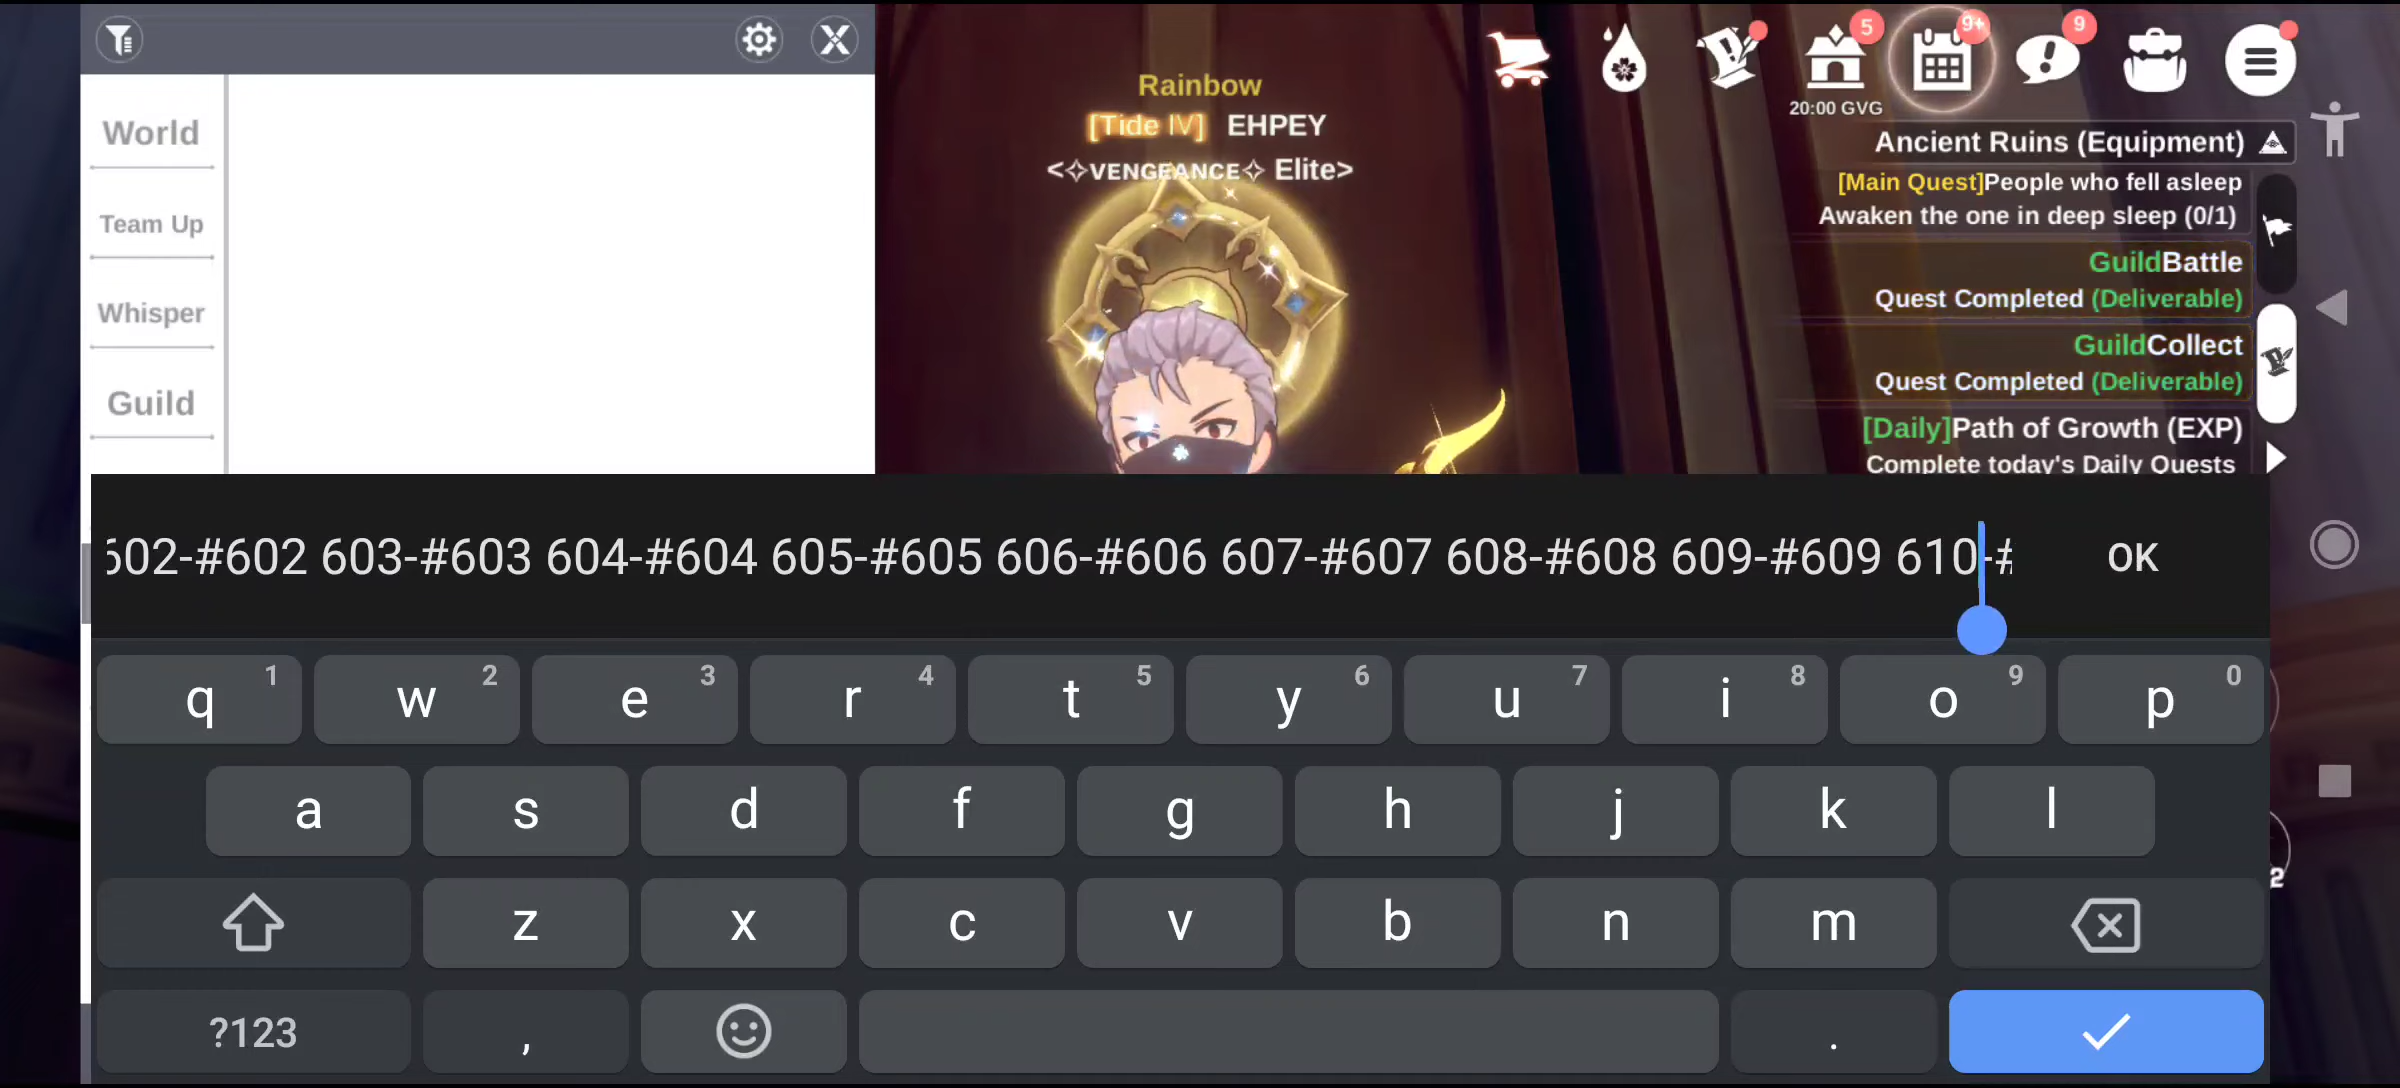 World
Team Up
Whisper
Guild
Rainbow
[Tide IV] EHPEY
<✧VENGEANCE✧ Elite>
5
9+
9
20:00 GVG
Ancient Ruins (Equipment)
[Main Quest]People who fell asleep
Awaken the one in deep sleep (0/1)
GuildBattle
Quest Completed (Deliverable)
GuildCollect
Quest Completed (Deliverable)
[Daily]Path of Growth (EXP)
Complete today's Daily Quests
602-#602 603-#603 604-#604 605-#605 606-#606 607-#607 608-#608 609-#609 610-#
OK
q 1 w 2 e 3 r 4 t 5 y 6 u 7 i 8 o 9 p 0
a s d f g h j k l
2
z x c v b n m
?123 , .